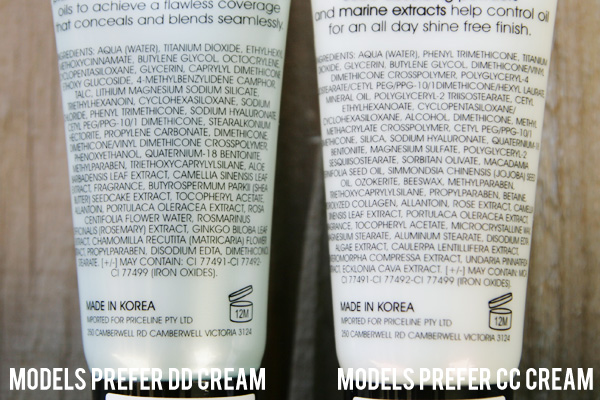 oils to achieve a flawless coverage
that conceals and blends seamlessly.
INGREDIENTS: AQUA (WATER), TITANIUM DIOXIDE, ETHYLHEXYL
METHOXYCINNAMATE, BUTYLENE GLYCOL, OCTOCRYLENE,
CYCLOPENTASILOXANE, GLYCERIN, CAPRYLYL DIMETHICONE
ETHOXY GLUCOSIDE, 4-METHYLBENZYLIDENE CAMPHOR,
TALC, LITHIUM MAGNESIUM SODIUM SILICATE,
TRIETHYLHEXANOIN, CYCLOHEXASILOXANE, SODIUM
CHLORIDE, PHENYL TRIMETHICONE, SODIUM HYALURONATE,
CETYL PEG/PPG-10/1 DIMETHICONE, STEARALKONIUM
HECTORITE, PROPYLENE CARBONATE, DIMETHICONE,
DIMETHICONE/VINYL DIMETHICONE CROSSPOLYMER,
PHENOXYETHANOL, QUATERNIUM-18 BENTONITE,
METHYLPARABEN, TRIETHOXYCAPRYLYLSILANE, ALOE
BARBADENSIS LEAF EXTRACT, CAMELLIA SINENSIS LEAF
EXTRACT, FRAGRANCE, BUTYROSPERMUM PARKII (SHEA
BUTTER) SEEDCAKE EXTRACT, TOCOPHERYL ACETATE,
ALLANTOIN, PORTULACA OLERACEA EXTRACT, ROSA
CENTIFOLIA FLOWER WATER, ROSMARINUS
OFFICINALIS (ROSEMARY) EXTRACT, GINKGO BILOBA LEAF
EXTRACT, CHAMOMILLA RECUTITA (MATRICARIA) FLOWER
EXTRACT, PROPYLPARABEN, DISODIUM EDTA, DIMETHICONOL,
STEARATE. [+/-] MAY CONTAIN: CI 77491-CI 77492-
CI 77499 (IRON OXIDES).
MADE IN KOREA
IMPORTED FOR PRICELINE PTY LTD
250 CAMBERWELL RD CAMBERWELL VICTORIA 3124
12M
MODELS PREFER DD CREAM
and marine extracts help control oil
for an all day shine free finish.
INGREDIENTS: AQUA (WATER), PHENYL TRIMETHICONE, TITANIUM
DIOXIDE, GLYCERIN, BUTYLENE GLYCOL, DIMETHICONE/VINYL
DIMETHICONE CROSSPOLYMER, POLYGLYCERYL-4
ISOSTEARATE/CETYL PEG/PPG-10/1 DIMETHICONE/HEXYL LAURATE,
MINERAL OIL, POLYGLYCERYL-2 TRIISOSTEARATE, CETYL
ETHYLHEXANOATE, CYCLOPENTASILOXANE/
CYCLOHEXASILOXANE, ALCOHOL, DIMETHICONE, METHYL
METHACRYLATE CROSSPOLYMER, CETYL PEG/PPG-10/1
DIMETHICONE, SILICA, SODIUM HYALURONATE, QUATERNIUM-18
BENTONITE, MAGNESIUM SULFATE, POLYGLYCERYL-2
SESQUIISOSTEARATE, SORBITAN OLIVATE, MACADAMIA
TERNIFOLIA SEED OIL, SIMMONDSIA CHINENSIS (JOJOBA) SEED
OIL, OZOKERITE, BEESWAX, METHYLPARABEN,
TRIETHOXYCAPRYLYLSILANE, PROPYLPARABEN, BETAINE,
HYDROLYZED COLLAGEN, ALLANTOIN, ROSE EXTRACT, CAMELLIA
SINENSIS LEAF EXTRACT, PORTULACA OLERACEA EXTRACT,
FRAGRANCE, TOCOPHERYL ACETATE, MICROCRYSTALLINE WAX,
ALUMINUM STEARATE, ALUMINUM, DISODIUM EDTA,
ALGAE EXTRACT, CAULERPA LENTILLIFERA EXTRACT,
ENTEROMORPHA COMPRESSA EXTRACT, UNDARIA PINNATIFIDA
EXTRACT, ECKLONIA CAVA EXTRACT. [+/-] MAY CONTAIN: MICA,
CI 77491-CI 77492-CI 77499 (IRON OXIDES).
MADE IN KOREA
IMPORTED FOR PRICELINE PTY LTD
250 CAMBERWELL RD CAMBERWELL VICTORIA 3124
12M
MODELS PREFER CC CREAM